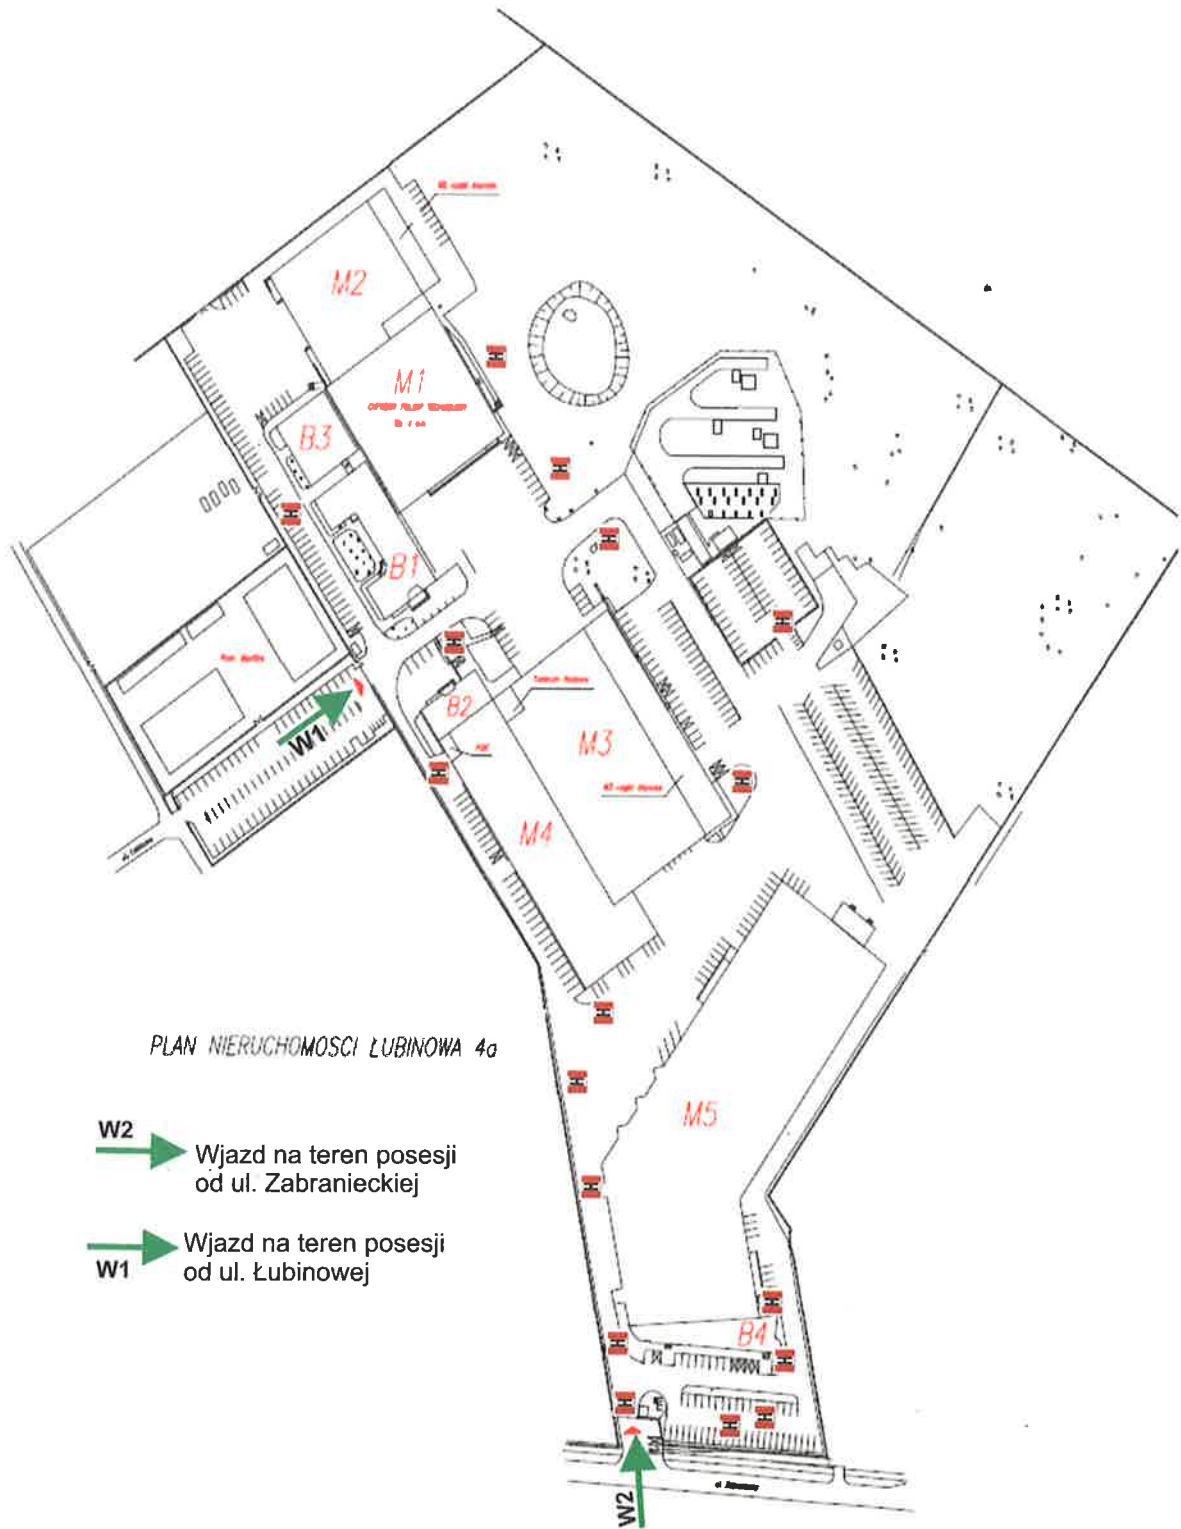 M2
M1
B3
B1
B2
M3
W1
M4
PLAN NIERUCHOMOSCI ŁUBINOWA 4a
M5
W2
Wjazd na teren posesji
od ul. Zabranieckiej
Wjazd na teren posesji
W1
od ul. Łubinowej
B4
W2